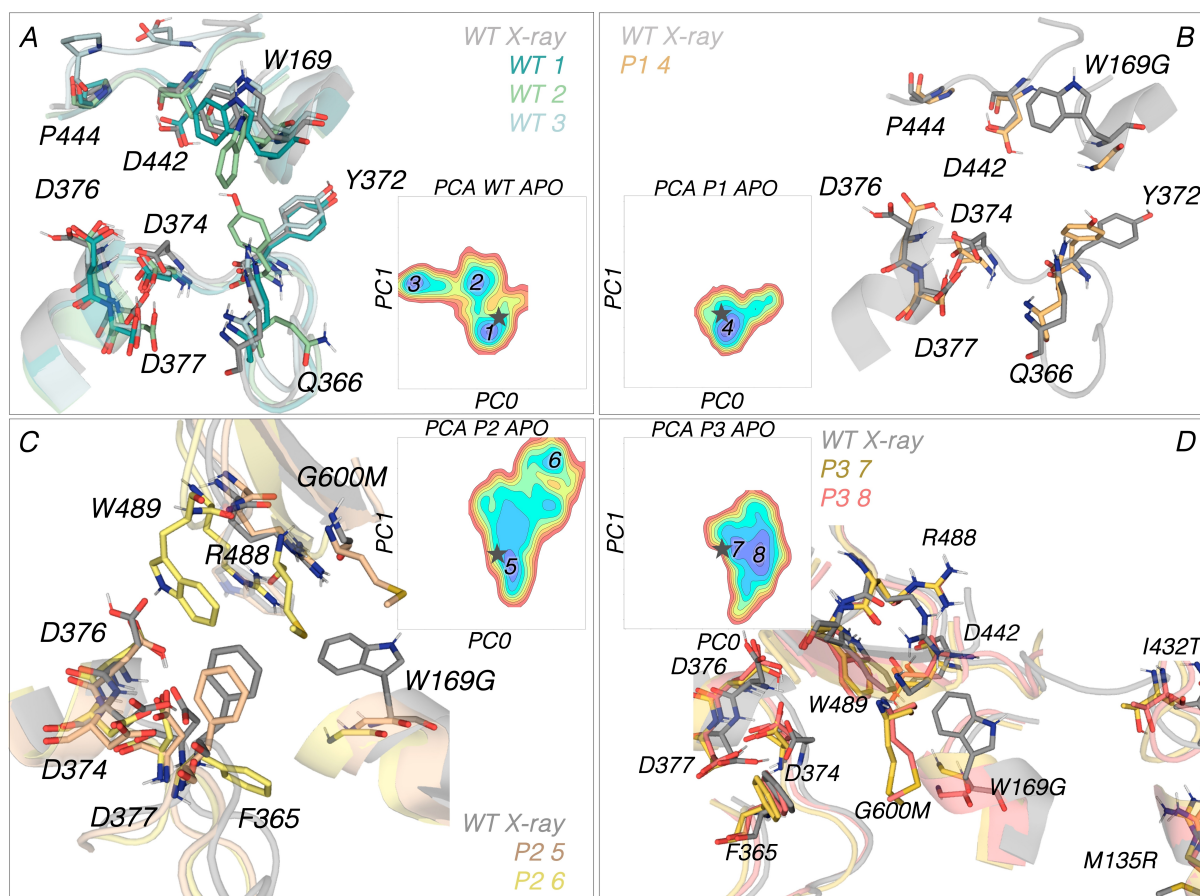 A
WT X-ray
WT 1
WT 2
WT 3
W169
P444
D442
D376
D374
Y372
D377
Q366
PCA WT APO
PC1
3
2
1
PC0
B
WT X-ray
P1 4
W169G
P444
D442
D376
D374
Y372
D377
Q366
PCA P1 APO
PC1
4
PC0
C
PCA P2 APO
PC1
6
5
PC0
G600M
W489
R488
D376
W169G
D374
D377
F365
WT X-ray
P2 5
P2 6
D
PCA P3 APO
PC1
7
8
PC0
WT X-ray
P3 7
P3 8
R488
D442
D376
I432T
W489
D377
D374
W169G
G600M
F365
M135R